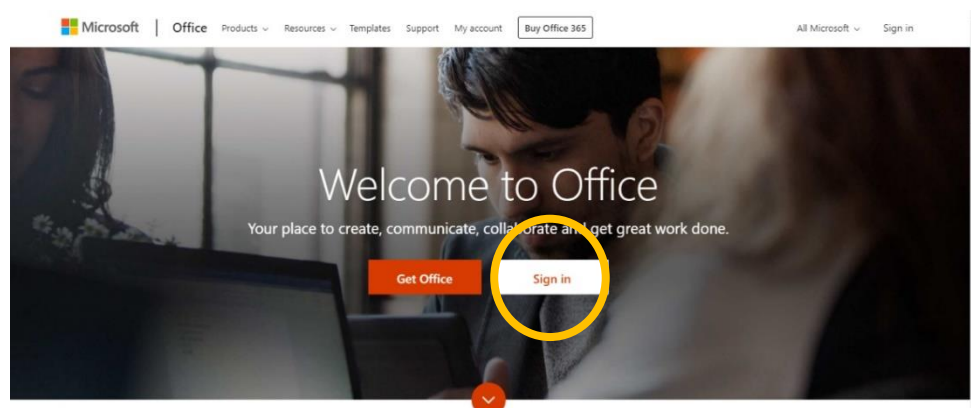 Microsoft | Office Products Resources Templates Support My account Buy Office 365 All Microsoft Sign in
Welcome to Office
Your place to create, communicate, collaborate and get great work done.
Get Office Sign in